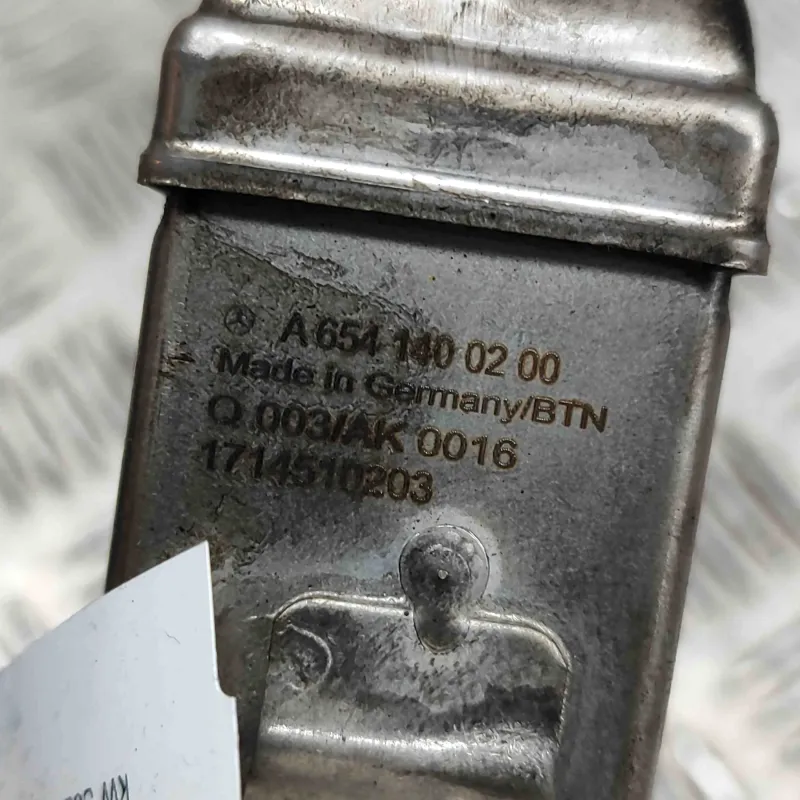 A 654 140 02 00
Made in Germany/BTN
Q 003/AK 0016
1714510203